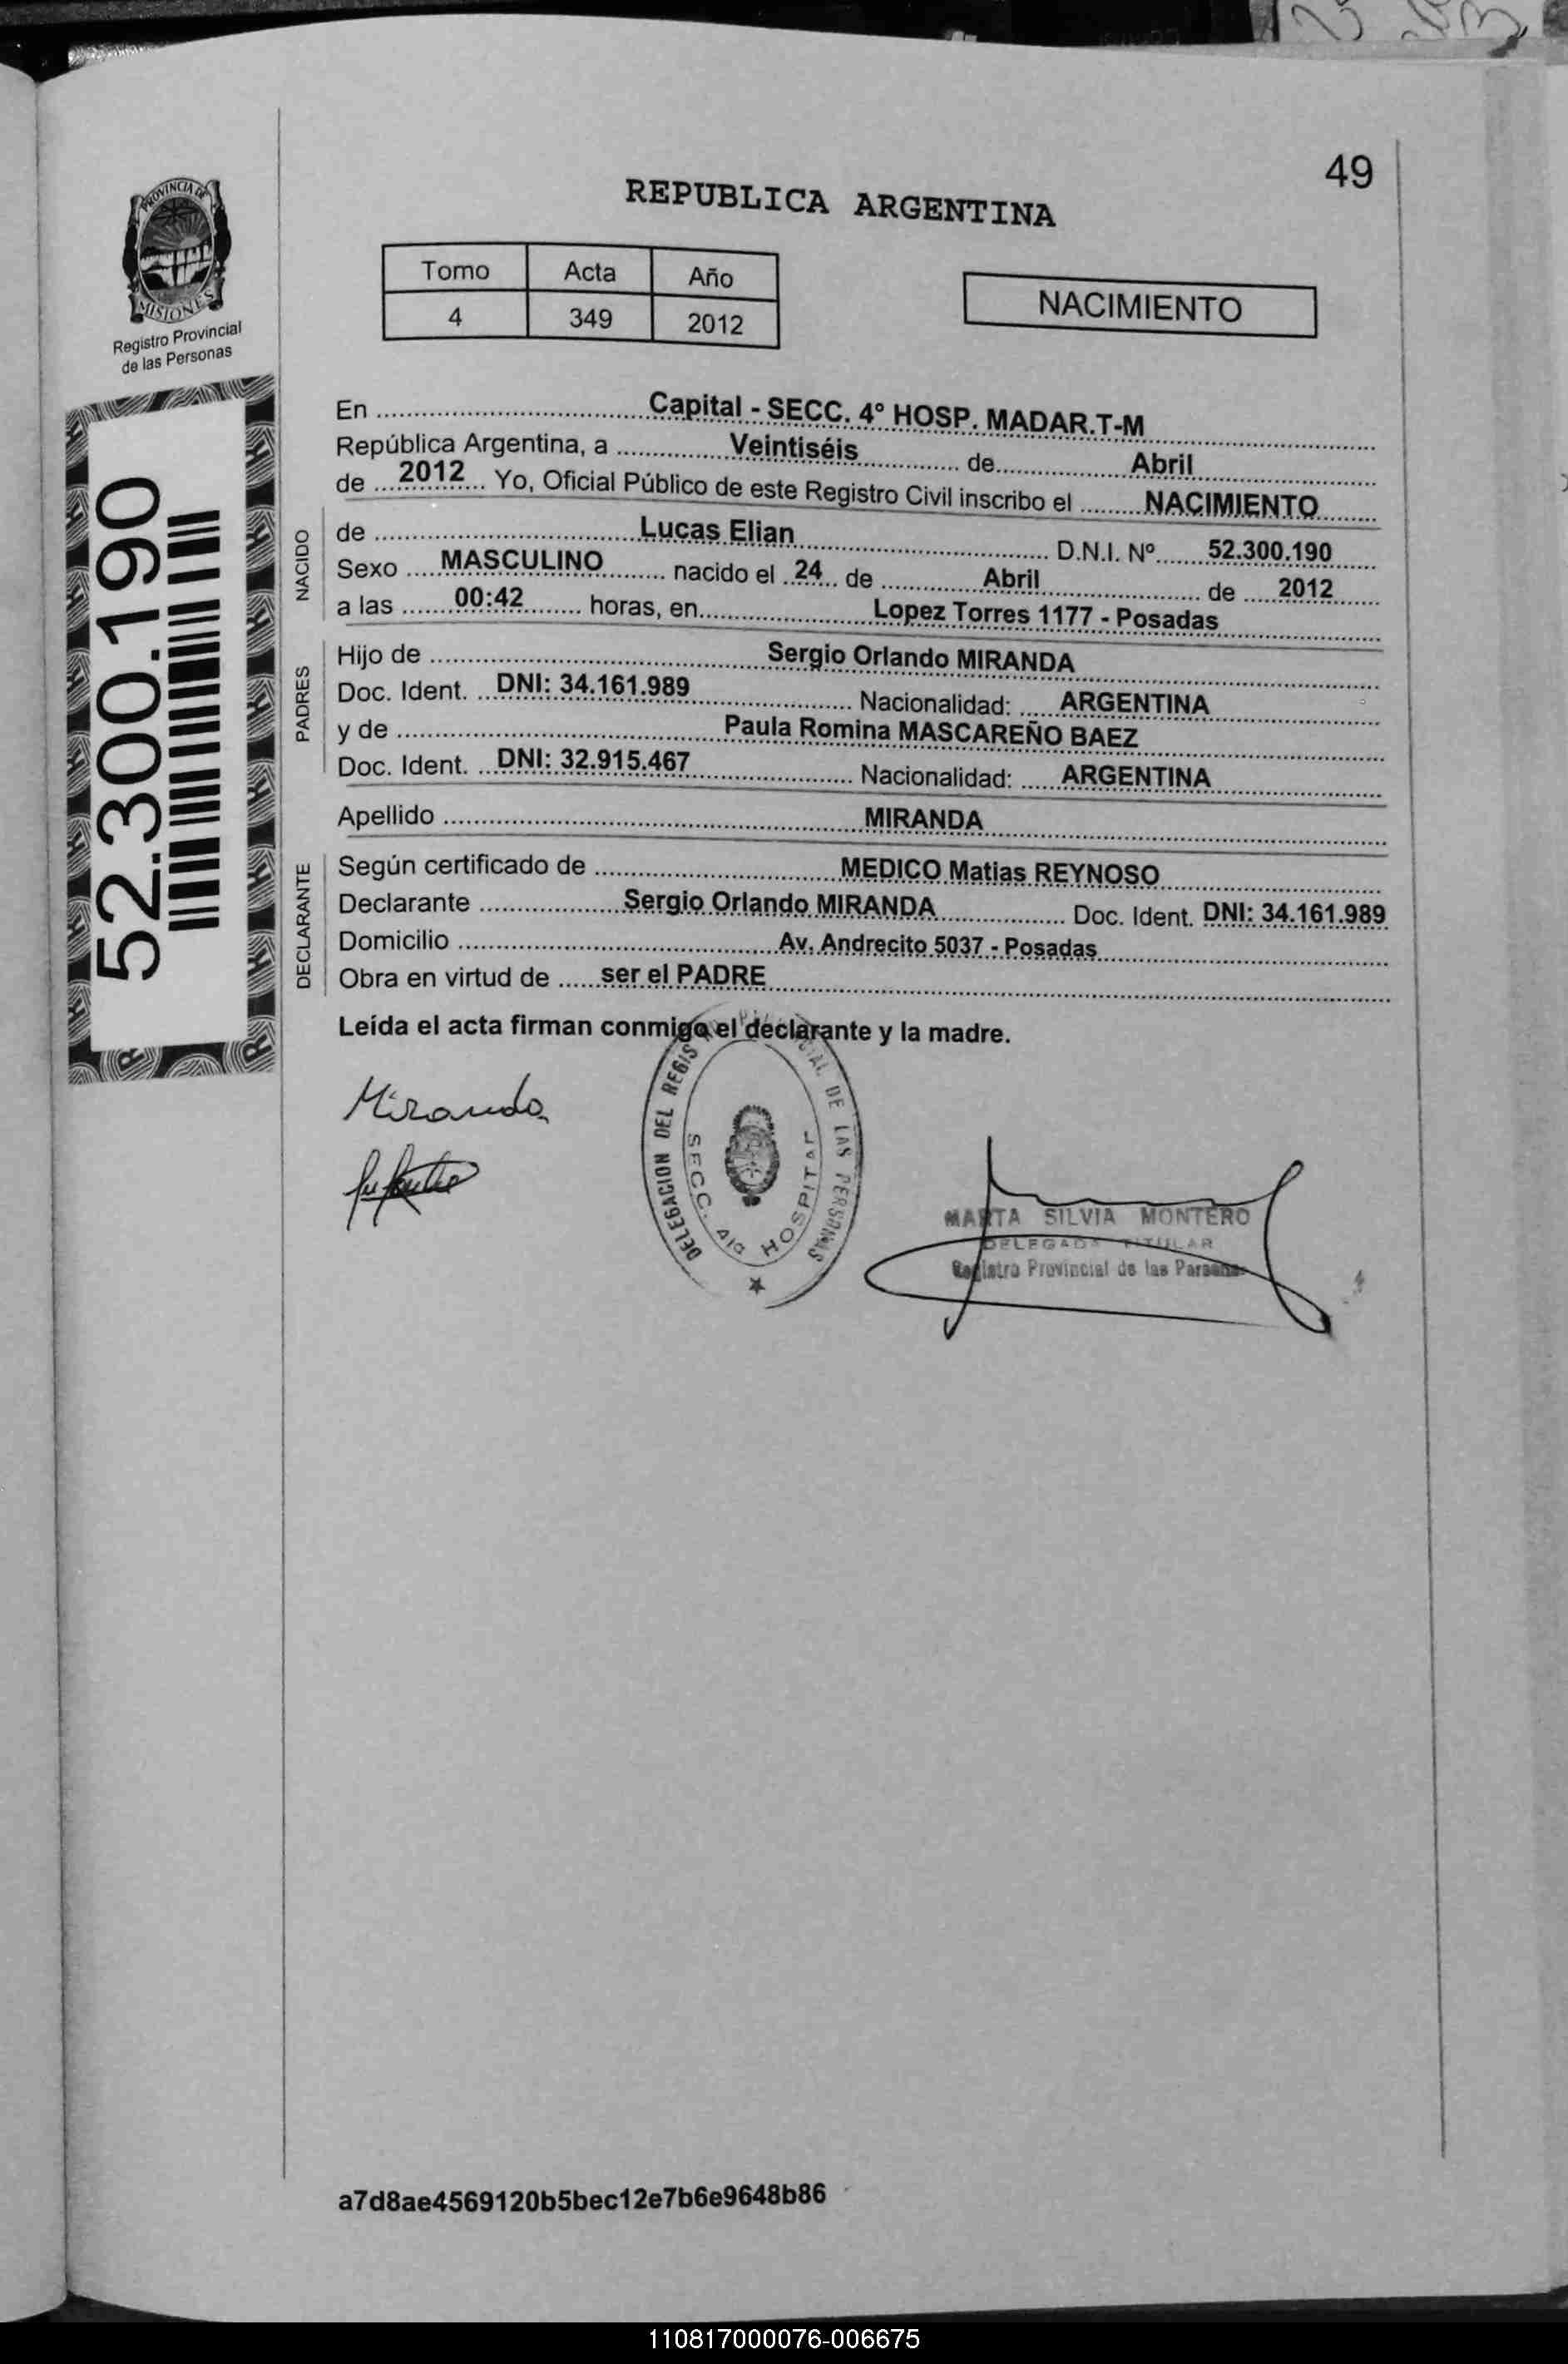 49
REPUBLICA ARGENTINA
PROVINCIA DE
MISIONES
Registro Provincial
de las Personas
Tomo Acta Año
4 349 2012
NACIMIENTO
52.300.190
En ........ Capital - SECC. 4° HOSP. MADAR.T-M ........
República Argentina, a ........ Veintiséis ........ de ........ Abril ........
de .... 2012 .... Yo, Oficial Público de este Registro Civil inscribo el ........ NACIMIENTO ........
NACIDO
de ........ Lucas Elian ........ D.N.I. Nº ........ 52.300.190 ........
Sexo .... MASCULINO ........ nacido el .. 24 .. de ........ Abril ........ de .... 2012 ........
a las ........ 00:42 ........ horas, en ........ Lopez Torres 1177 - Posadas ........
PADRES
Hijo de ........ Sergio Orlando MIRANDA ........
Doc. Ident. ... DNI: 34.161.989 ........ Nacionalidad: .... ARGENTINA ........
y de ........ Paula Romina MASCAREÑO BAEZ ........
Doc. Ident. ... DNI: 32.915.467 ........ Nacionalidad: .... ARGENTINA ........
Apellido ........ MIRANDA ........
DECLARANTE
Según certificado de ........ MEDICO Matias REYNOSO ........
Declarante ........ Sergio Orlando MIRANDA ........ Doc. Ident. DNI: 34.161.989
Domicilio ........ Av. Andrecito 5037 - Posadas ........
Obra en virtud de ...... ser el PADRE ........
Leída el acta firman conmigo el declarante y la madre.
Miranda
DELEGACION DEL REGIS DE LAS PERSONAS
SECC. 4ta HOSPITAL
MARTA SILVIA MONTERO
DELEGADA TITULAR
Registro Provincial de las Personas
a7d8ae4569120b5bec12e7b6e9648b86
110817000076-006675